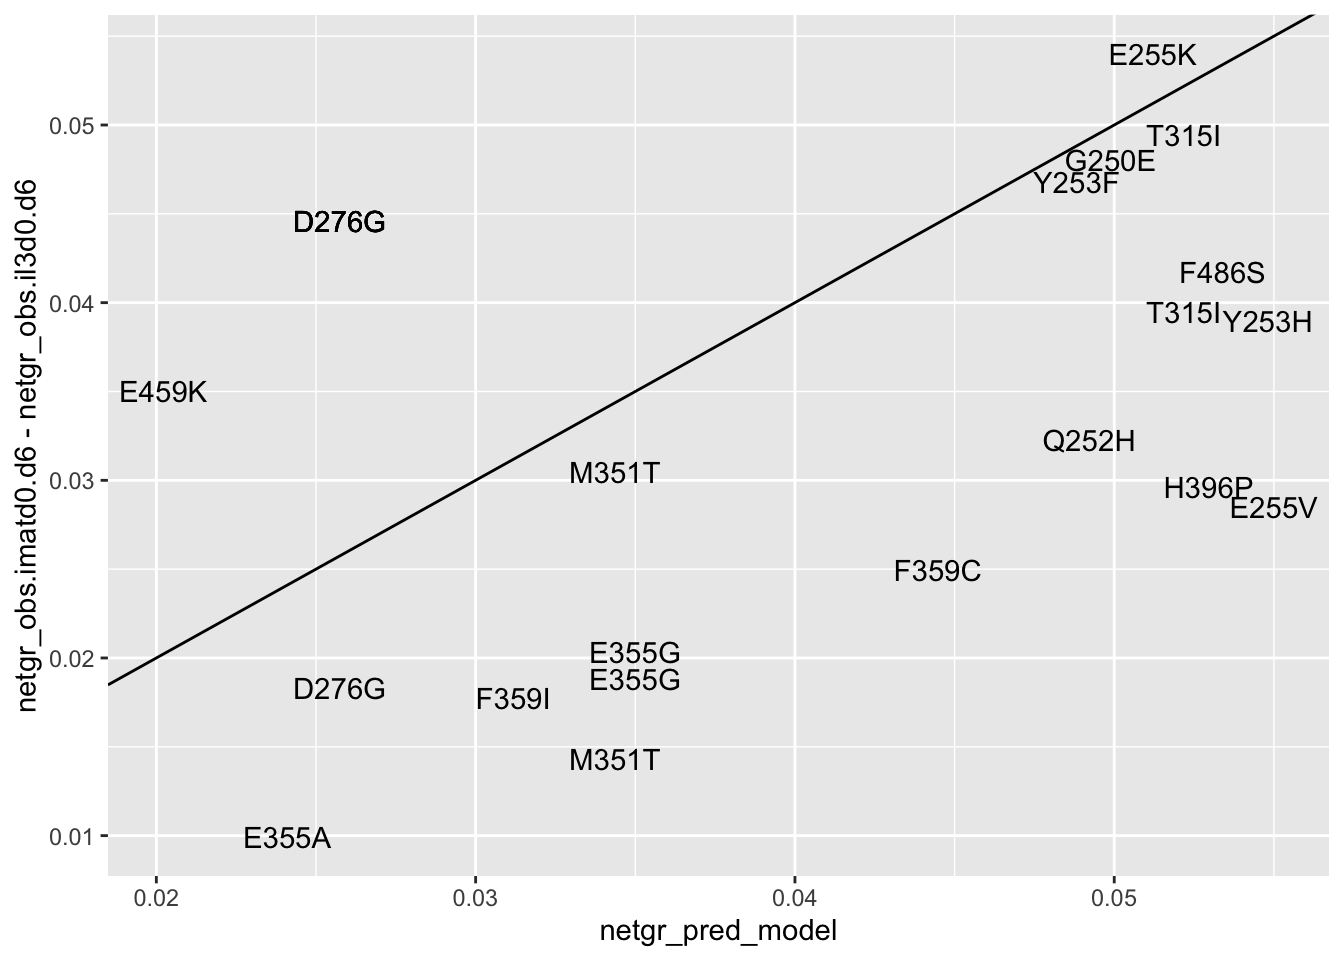 E255K
0.05
T315I
G250E
Y253F
D276G
F486S
0.04
T315I
Y253H
E459K
Q252H
M351T
0.03
H396P
E255V
F359C
E355G
0.02
E355G
D276G
F359I
M351T
0.01
E355A
0.02 0.03 0.04 0.05
netgr_pred_model
netgr_obs.imatd0.d6 - netgr_obs.il3d0.d6